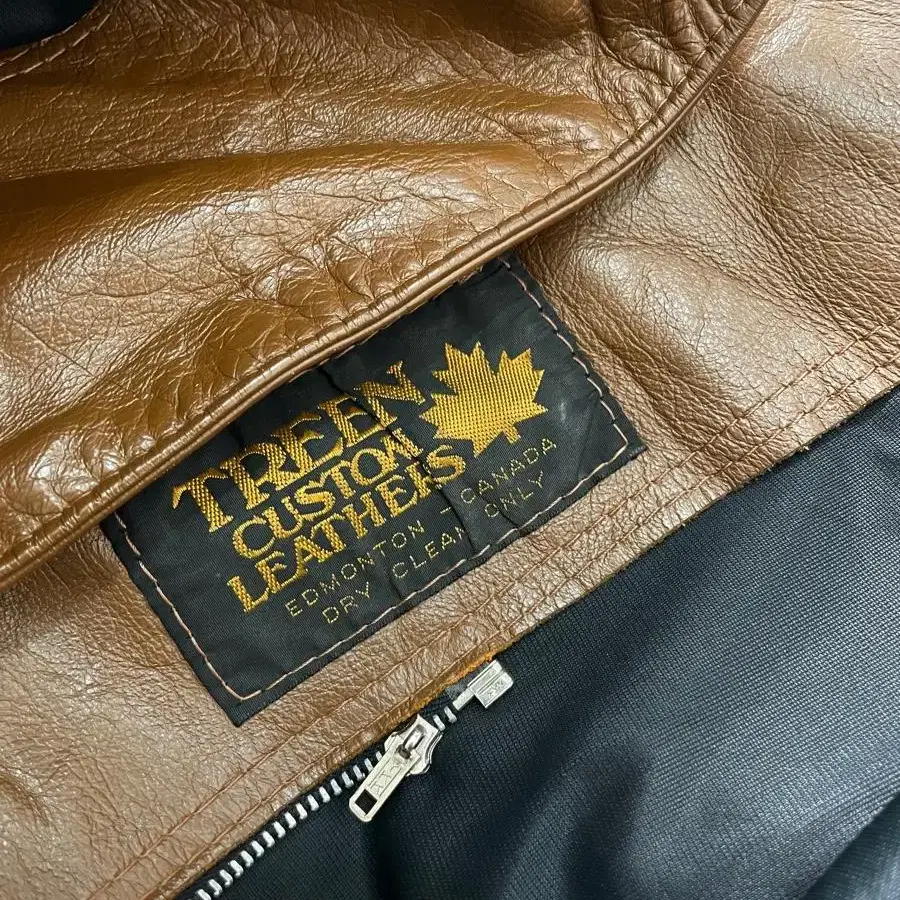 TREEN
CUSTOM
LEATHERS
EDMONTON - CANADA
DRY CLEAN ONLY